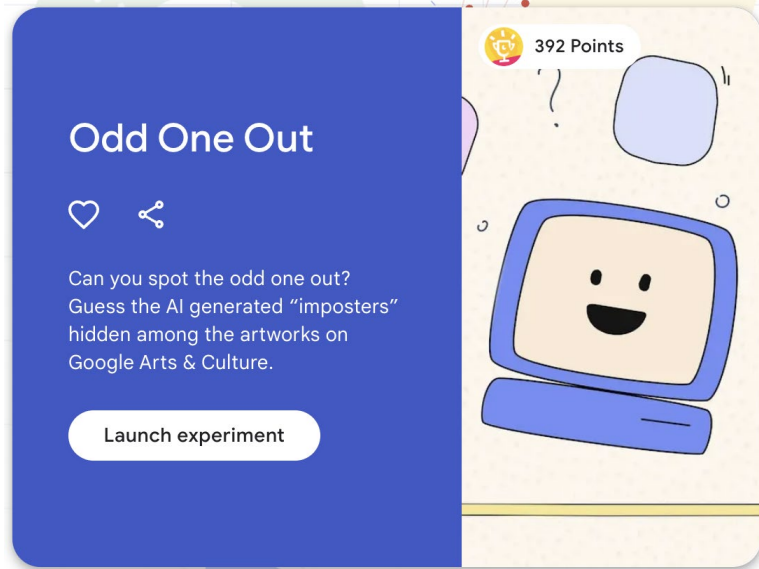 392 Points
Odd One Out
Can you spot the odd one out?
Guess the AI generated “imposters”
hidden among the artworks on
Google Arts & Culture.
Launch experiment